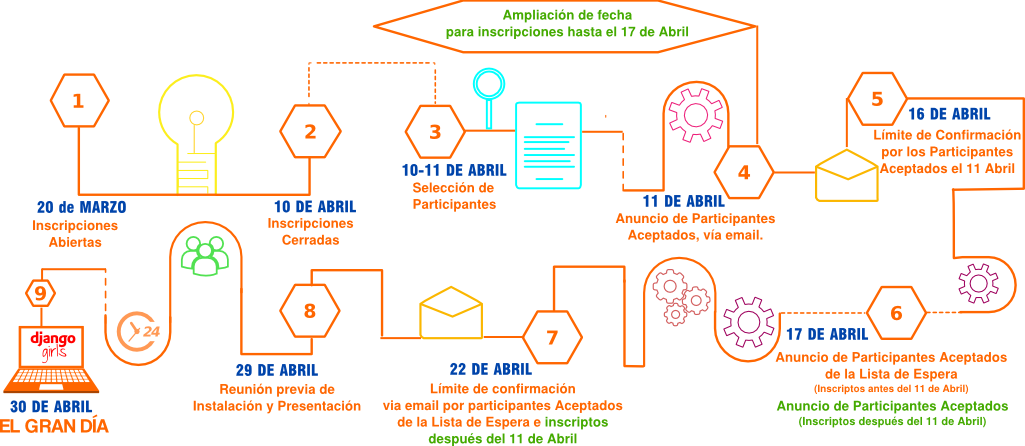 Ampliación de fecha
para inscripciones hasta el 17 de Abril
1
20 de MARZO
Inscripciones
Abiertas
2
10 DE ABRIL
Inscripciones
Cerradas
3
10-11 DE ABRIL
Selección de
Participantes
4
11 DE ABRIL
Anuncio de Participantes
Aceptados, vía email.
5
16 DE ABRIL
Límite de Confirmación
por los Participantes
Aceptados el 11 Abril
6
17 DE ABRIL
Anuncio de Participantes Aceptados
de la Lista de Espera
(Inscriptos antes del 11 de Abril)
Anuncio de Participantes Aceptados
(Inscriptos después del 11 de Abril)
7
22 DE ABRIL
Límite de confirmación
via email por participantes Aceptados
de la Lista de Espera e inscriptos
después del 11 de Abril
8
29 DE ABRIL
Reunión previa de
Instalación y Presentación
24
9
django
girls
30 DE ABRIL
EL GRAN DÍA